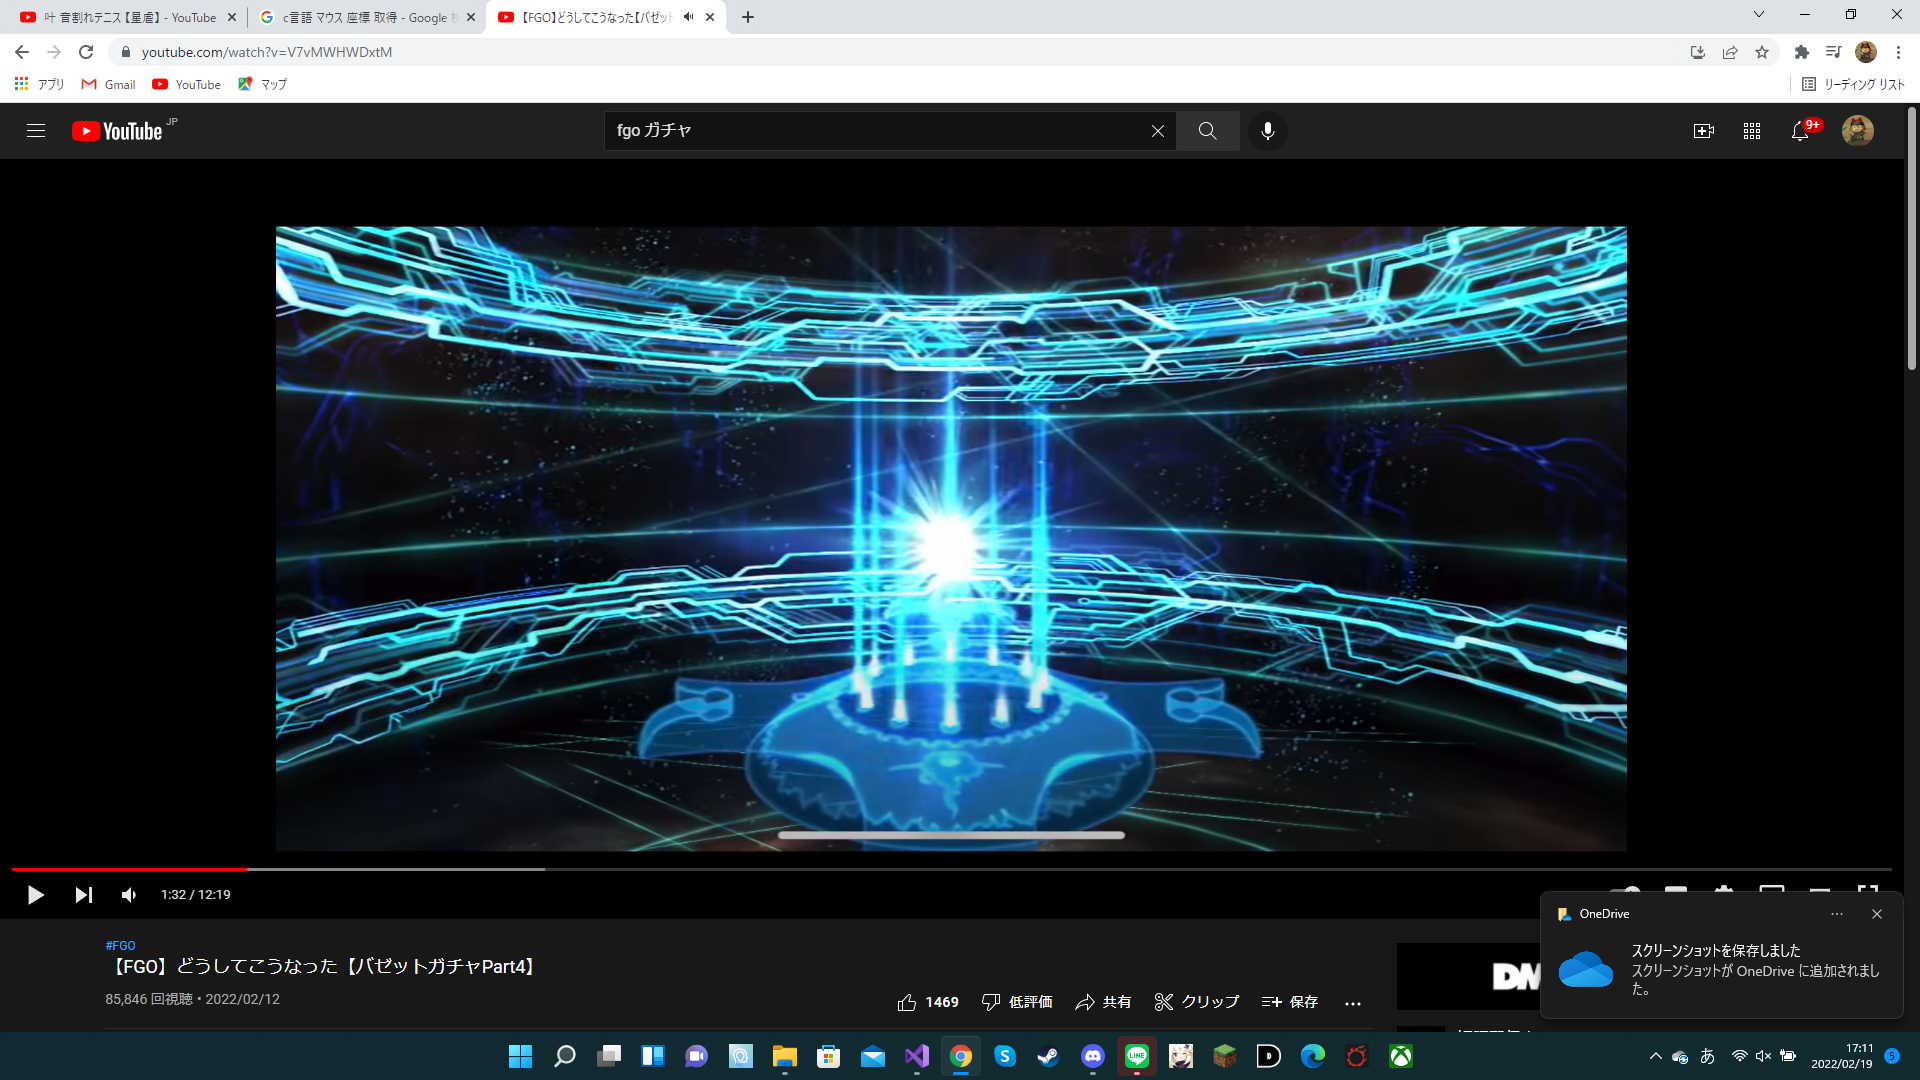 叶 音割れテニス【星虐】 - YouTube
c言語 マウス 座標 取得 - Google
【FGO】どうしてこうなった【バゼット
youtube.com/watch?v=V7vMWHWDxtM
アプリ Gmail YouTube マップ リーディング リスト
YouTube JP
fgo ガチャ
9+
1:32 / 12:19
#FGO
【FGO】どうしてこうなった【バゼットガチャPart4】
85,846 回視聴・2022/02/12
1469 低評価 共有 クリップ 保存
OneDrive
スクリーンショットを保存しました
スクリーンショットが OneDrive に追加されまし
た。
LINE
あ
17:11
2022/02/19
5